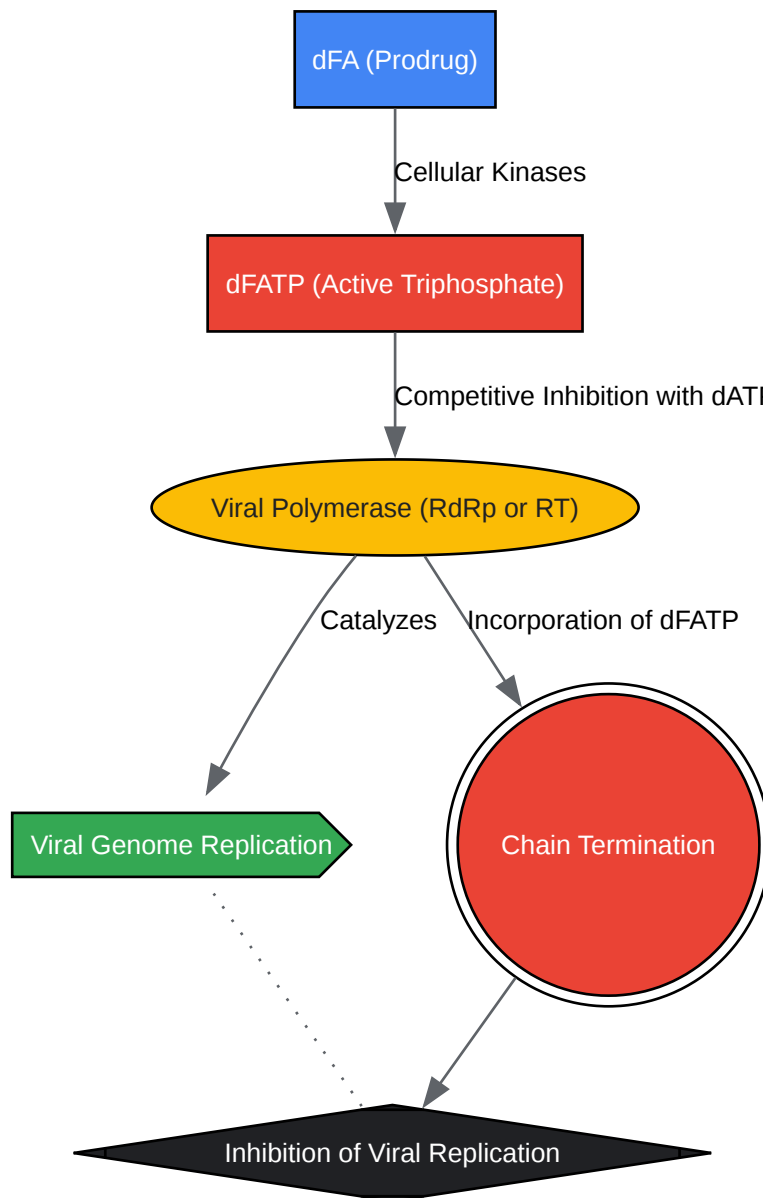 dFA (Prodrug)
Cellular Kinases
dFATP (Active Triphosphate)
Competitive Inhibition with dATP
Viral Polymerase (RdRp or RT)
Catalyzes
Incorporation of dFATP
Viral Genome Replication
Chain Termination
Inhibition of Viral Replication